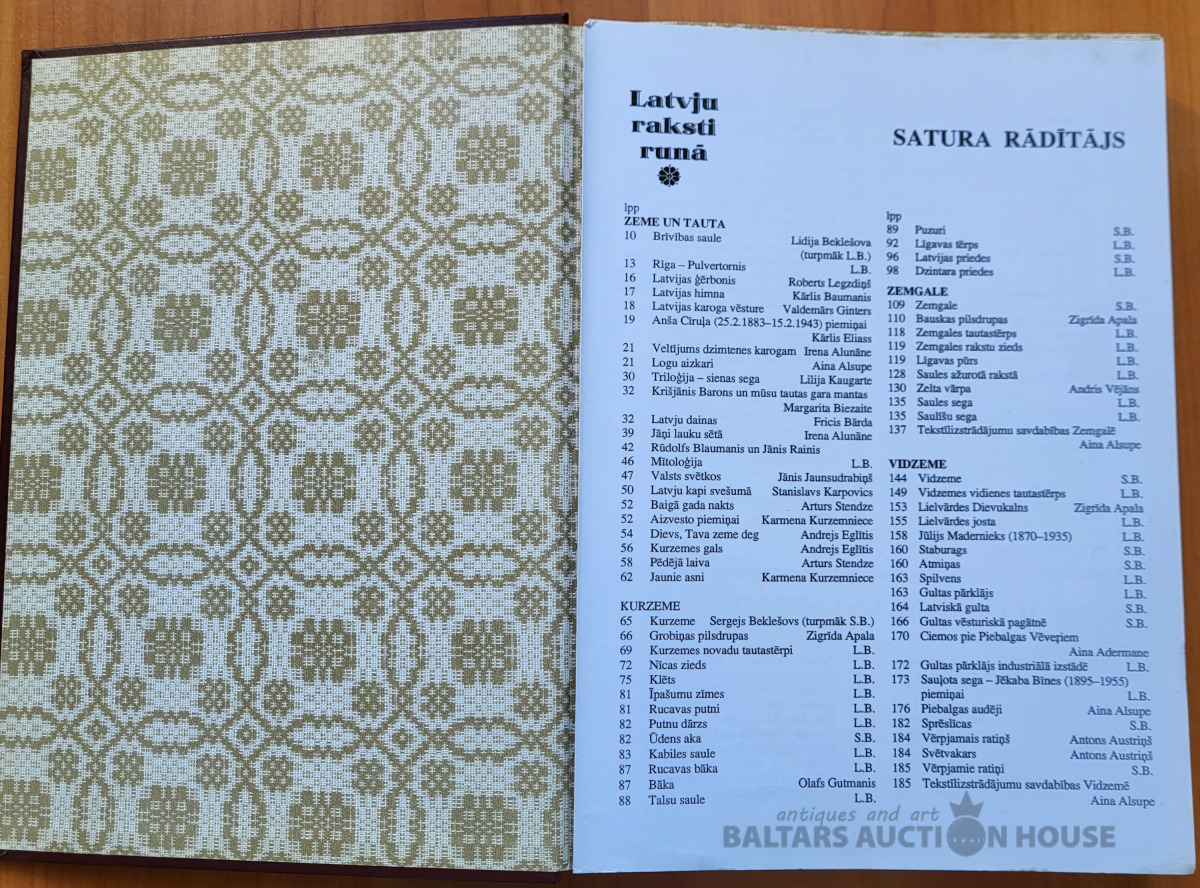 Latvju
raksti
runā
SATURA RĀDĪTĀJS
lpp
ZEME UN TAUTA
10 Brīvības saule Lidija Beklešova
(turpmāk L.B.)
13 Rīga – Pulvertornis L.B.
16 Latvijas ģērbonis Roberts Legzdiņš
17 Latvijas himna Kārlis Baumanis
18 Latvijas karoga vēsture Valdemārs Ginters
19 Anša Cīruļa (25.2.1883–15.2.1943) piemiņai
Kārlis Eliass
21 Veltījums dzimtenes karogam Irena Alunāne
21 Logu aizkari Aina Alsupe
30 Triloģija – sienas sega Lilija Kaugarte
32 Krišjānis Barons un mūsu tautas gara mantas
Margarita Biezaite
32 Latvju dainas Fricis Bārda
39 Jāņi lauku sētā Irena Alunāne
42 Rūdolfs Blaumanis un Jānis Rainis
46 Mitoloģija L.B.
47 Valsts svētkos Jānis Jaunsudrabiņš
50 Latvju kapi svešumā Stanislavs Karpovics
52 Baigā gada nakts Arturs Stendze
52 Aizvesto piemiņai Karmena Kurzemniece
54 Dievs, Tava zeme deg Andrejs Eglītis
56 Kurzemes gals Andrejs Eglītis
58 Pēdējā laiva Arturs Stendze
62 Jaunie asni Karmena Kurzemniece
KURZEME
65 Kurzeme Sergejs Beklešovs (turpmāk S.B.)
66 Grobiņas pilsdrupas Zigrīda Apala
69 Kurzemes novadu tautastērpi L.B.
72 Nīcas zieds L.B.
75 Klēts L.B.
81 Īpašumu zīmes L.B.
81 Rucavas putni L.B.
82 Putnu dārzs L.B.
82 Ūdens aka S.B.
83 Kabiles saule L.B.
87 Rucavas bāka L.B.
87 Bāka Olafs Gutmanis
88 Talsu saule L.B.
lpp
89 Puzuri S.B.
92 Līgavas tērps L.B.
96 Latvijas priedes S.B.
98 Dzintara priedes L.B.
ZEMGALE
109 Zemgale S.B.
110 Bauskas pilsdrupas Zigrīda Apala
118 Zemgales tautastērps L.B.
119 Zemgales rakstu zieds L.B.
119 Līgavas pūrs L.B.
128 Saules ažurotā rakstā L.B.
130 Zelta vārpa Andris Vējāns
135 Saules sega L.B.
135 Saulīšu sega L.B.
137 Tekstilizstrādājumu savdabības Zemgalē
Aina Alsupe
VIDZEME
144 Vidzeme S.B.
149 Vidzemes vidienes tautastērps L.B.
153 Lielvārdes Dievukalns Zigrīda Apala
155 Lielvārdes josta L.B.
158 Jūlijs Madernieks (1870–1935) L.B.
160 Staburags S.B.
160 Atmiņas S.B.
163 Spilvens L.B.
163 Gultas pārklājs L.B.
164 Latviskā gulta S.B.
166 Gultas vēsturiskā pagātnē S.B.
170 Ciemos pie Piebalgas Vēveņiem
Aina Adermane
172 Gultas pārklājs industriālā izstādē L.B.
173 Sauļota sega – Jēkaba Bīnes (1895–1955)
piemiņai L.B.
176 Piebalgas audēji Aina Alsupe
182 Sprēslīcas S.B.
184 Vērpjamais ratiņš Antons Austriņš
184 Svētvakars Antons Austriņš
185 Vērpjamie ratiņi S.B.
185 Tekstilizstrādājumu savdabības Vidzemē
Aina Alsupe
antiques and art
BALTARS AUCTION HOUSE